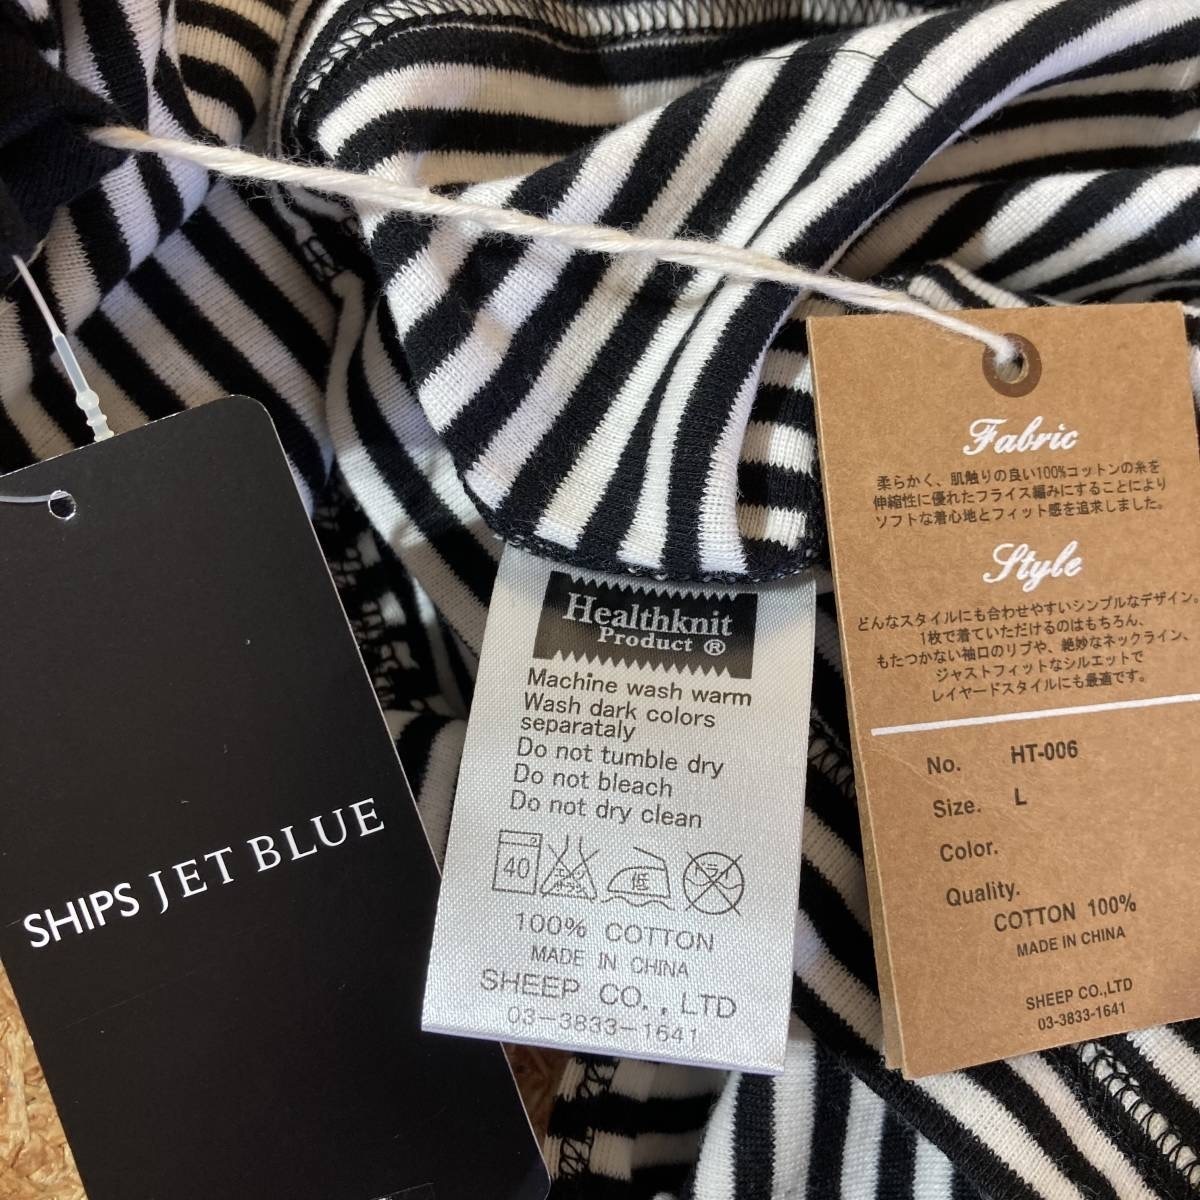 SHIPS JET BLUE
Healthknit
Product ®
Machine wash warm
Wash dark colors
separataly
Do not tumble dry
Do not bleach
Do not dry clean
40
エンソ
サラシ
低
ドライ
100% COTTON
MADE IN CHINA
SHEEP CO.,LTD
03-3833-1641
Fabric
柔らかく、肌触りの良い100%コットンの糸を
伸縮性に優れたフライス編みにすることにより
ソフトな着心地とフィット感を追求しました。
Style
どんなスタイルにも合わせやすいシンプルなデザイン。
1枚で着ていただけるのはもちろん、
もたつかない袖口のリブや、絶妙なネックライン、
ジャストフィットなシルエットで
レイヤードスタイルにも最適です。
No. HT-006
Size. L
Color.
Quality.
COTTON 100%
MADE IN CHINA
SHEEP CO.,LTD
03-3833-1641